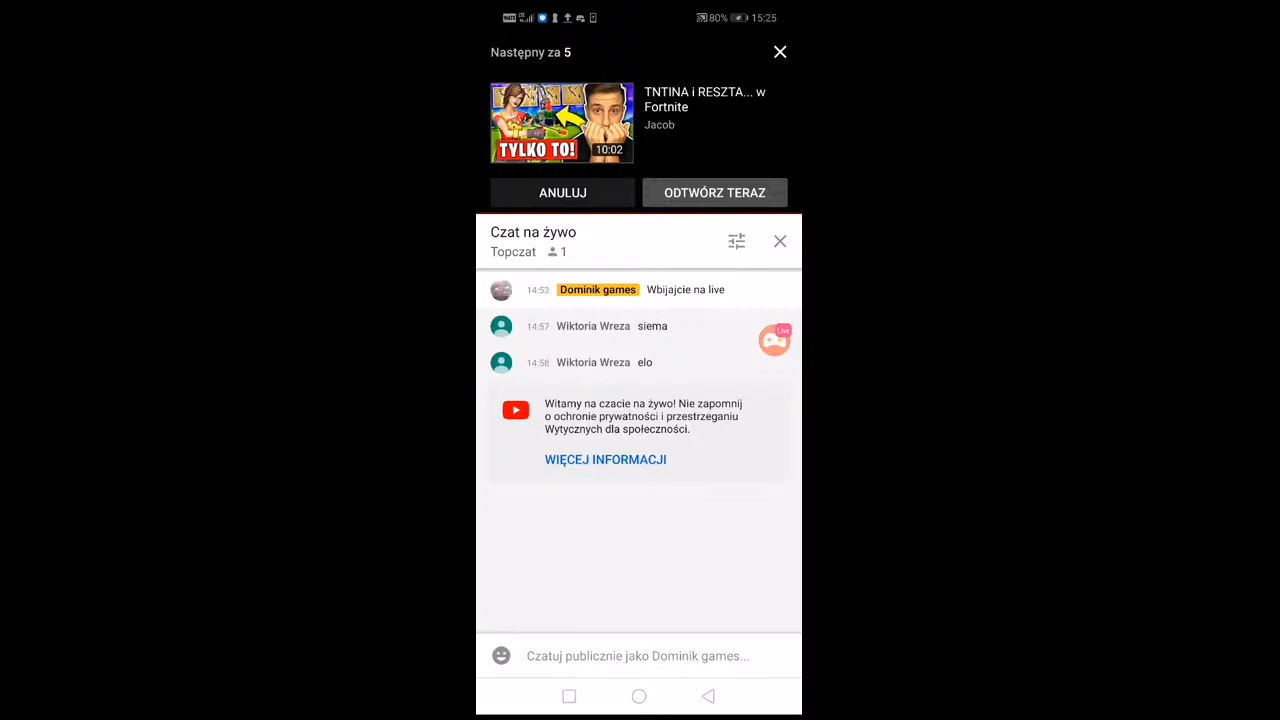 80% 15:25
Następny za 5
TNTINA i RESZTA... w
Fortnite
Jacob
TYLKO TO!
10:02
ANULUJ
ODTWÓRZ TERAZ
Czat na żywo
Topczat 1
14:53 Dominik games Wbijajcie na live
14:57 Wiktoria Wreza siema
Live
14:58 Wiktoria Wreza elo
Witamy na czacie na żywo! Nie zapomnij
o ochronie prywatności i przestrzeganiu
Wytycznych dla społeczności.
WIĘCEJ INFORMACJI
Czatuj publicznie jako Dominik games...